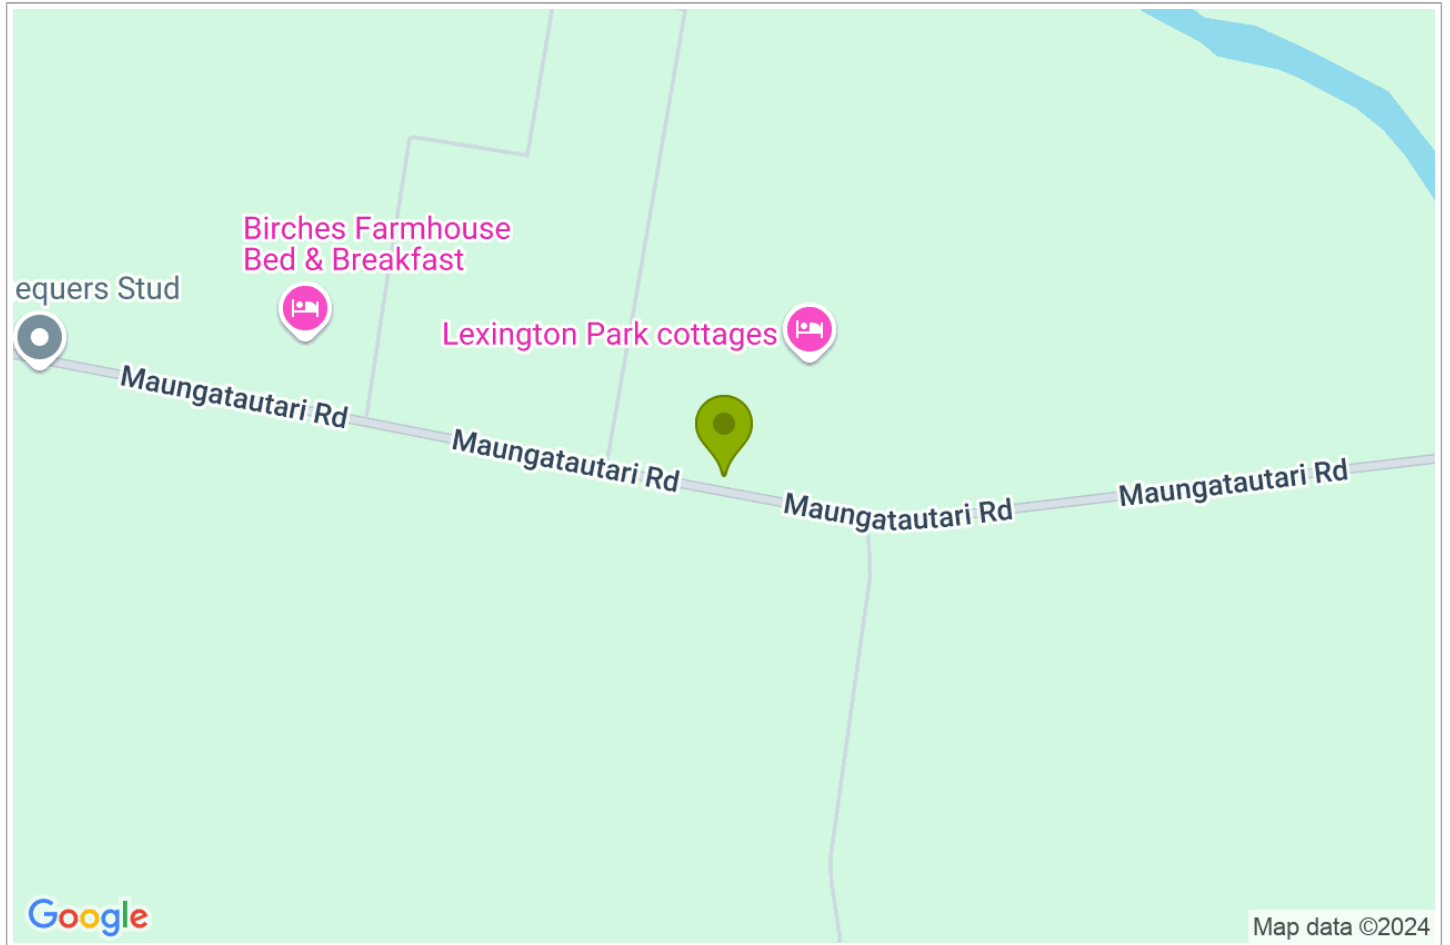 Birches Farmhouse
Bed & Breakfast
equers Stud
Lexington Park cottages
Maungatautari Rd
Maungatautari Rd
Maungatautari Rd
Maungatautari Rd
Google
Map data ©2024